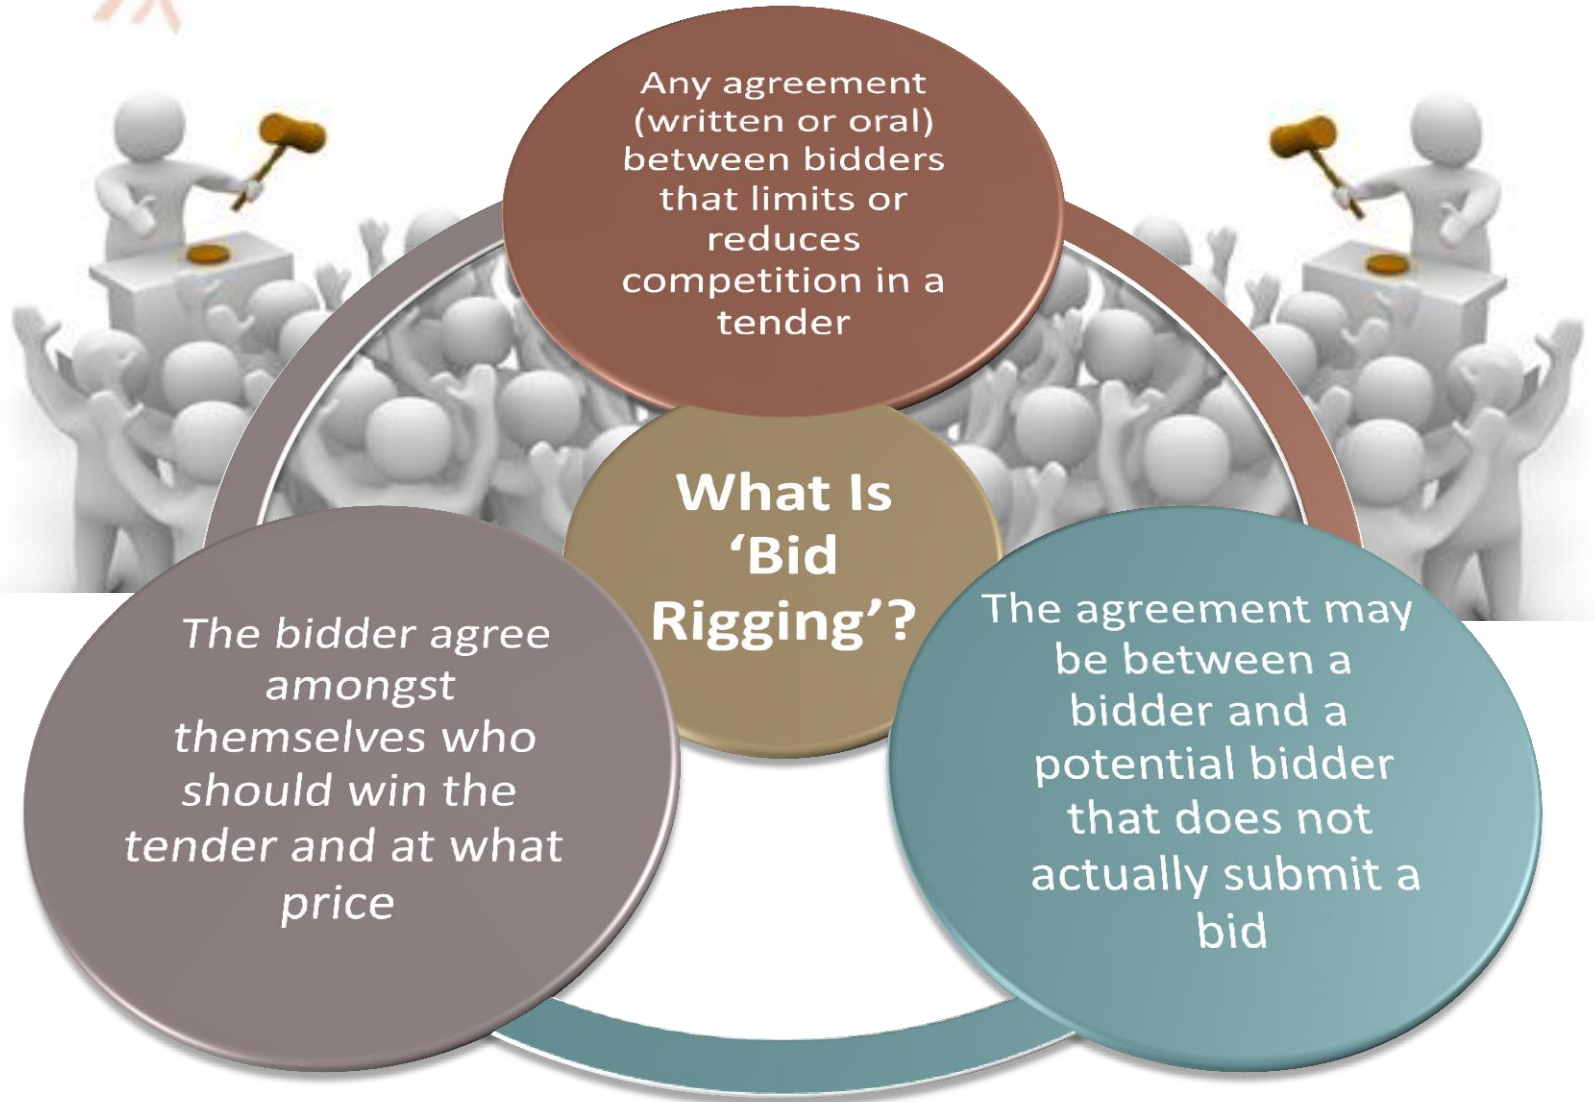 Any agreement
(written or oral)
between bidders
that limits or
reduces
competition in a
tender
What Is
‘Bid
Rigging’?
The bidder agree
amongst
themselves who
should win the
tender and at what
price
The agreement may
be between a
bidder and a
potential bidder
that does not
actually submit a
bid